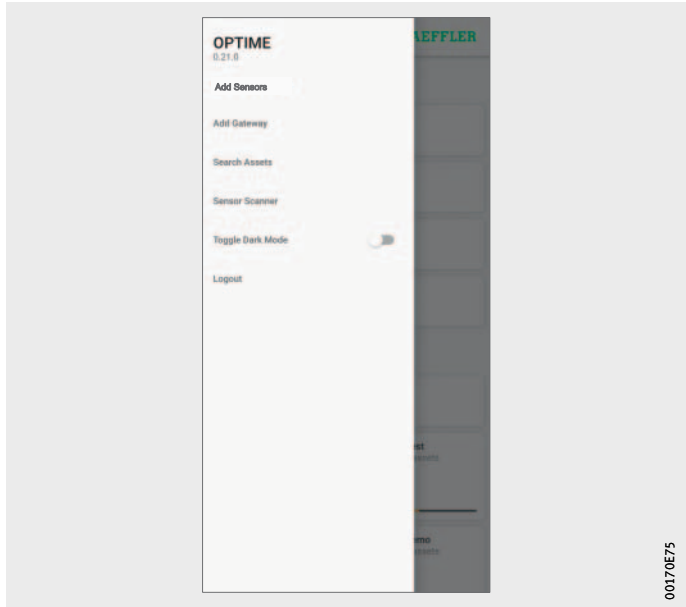 OPTIME
AEFFLER
0.21.0
Add Sensors
Add Gateway
Search Assets
Sensor Scanner
Toggle Dark Mode
Logout
00170E75